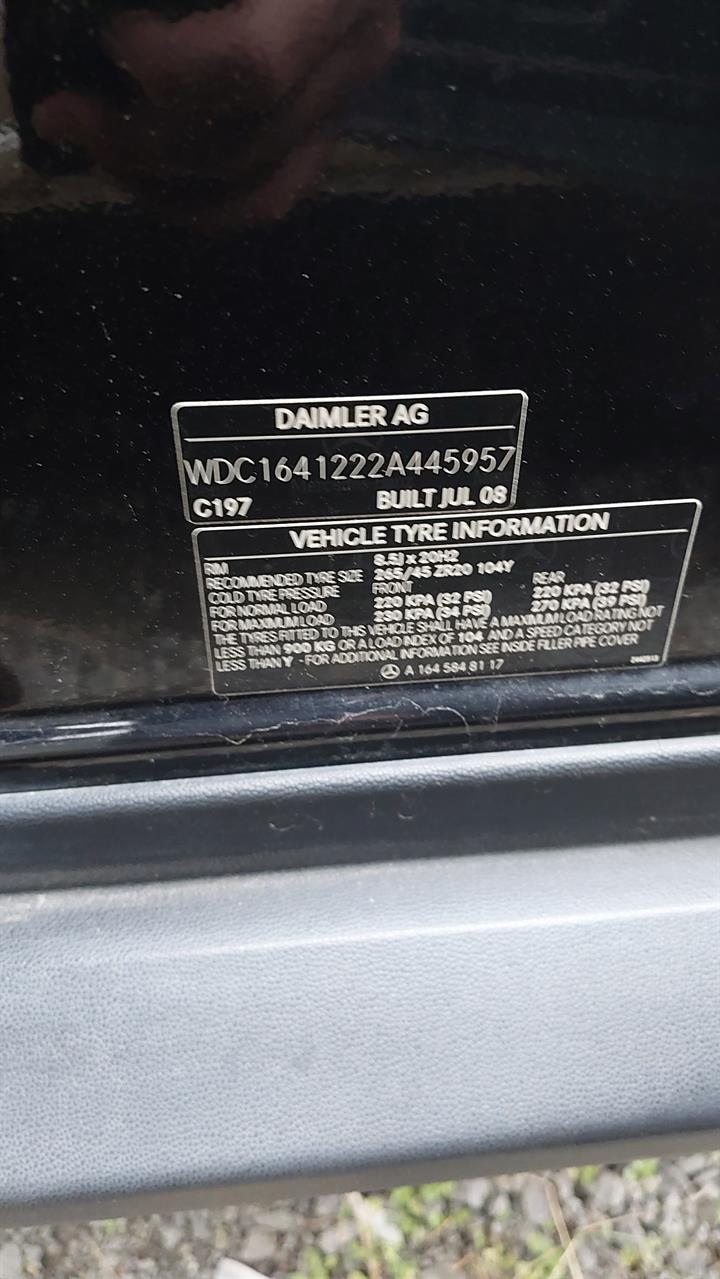 DAIMLER AG
WDC1641222A445957
C197 BUILT JUL 08
VEHICLE TYRE INFORMATION
RIM 8.5J x 20H2
RECOMMENDED TYRE SIZE 265/45 ZR20 104Y
COLD TYRE PRESSURE FRONT REAR
FOR NORMAL LOAD 220 KPA (32 PSI) 220 KPA (32 PSI)
FOR MAXIMUM LOAD 230 KPA (34 PSI) 270 KPA (39 PSI)
THE TYRES FITTED TO THIS VEHICLE SHALL HAVE A MAXIMUM LOAD RATING NOT
LESS THAN 900 KG OR A LOAD INDEX OF 104 AND A SPEED CATEGORY NOT
LESS THAN Y - FOR ADDITIONAL INFORMATION SEE INSIDE FILLER PIPE COVER
A 164 584 81 17